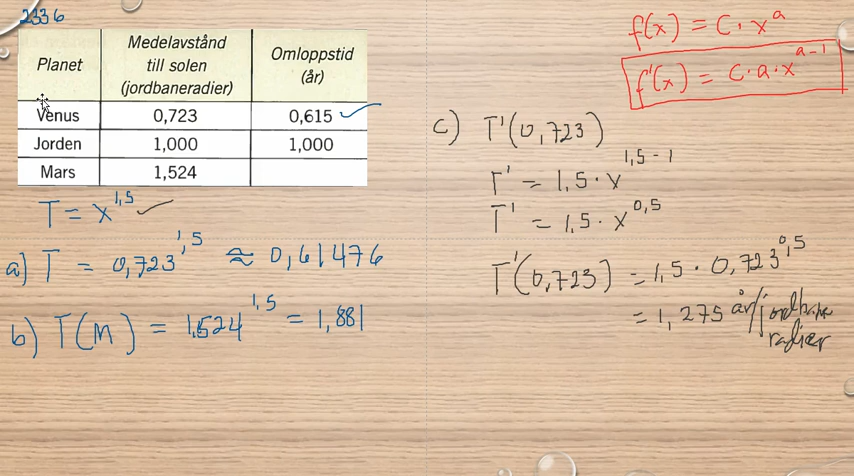 2336
Planet Medelavstånd till solen (jordbaneradier) Omloppstid (år)
Venus 0,723 0,615
Jorden 1,000 1,000
Mars 1,524
T = x^1,5
a) T = 0,723^1,5 ≈ 0,61476
b) T(M) = 1,524^1,5 = 1,881
f(x) = C · x^a
f'(x) = C · a · x^a-1
c) T'(0,723)
T' = 1,5 · x^1,5-1
T' = 1,5 · x^0,5
T'(0,723) = 1,5 · 0,723^0,5
= 1,275 år/jordbane
radier